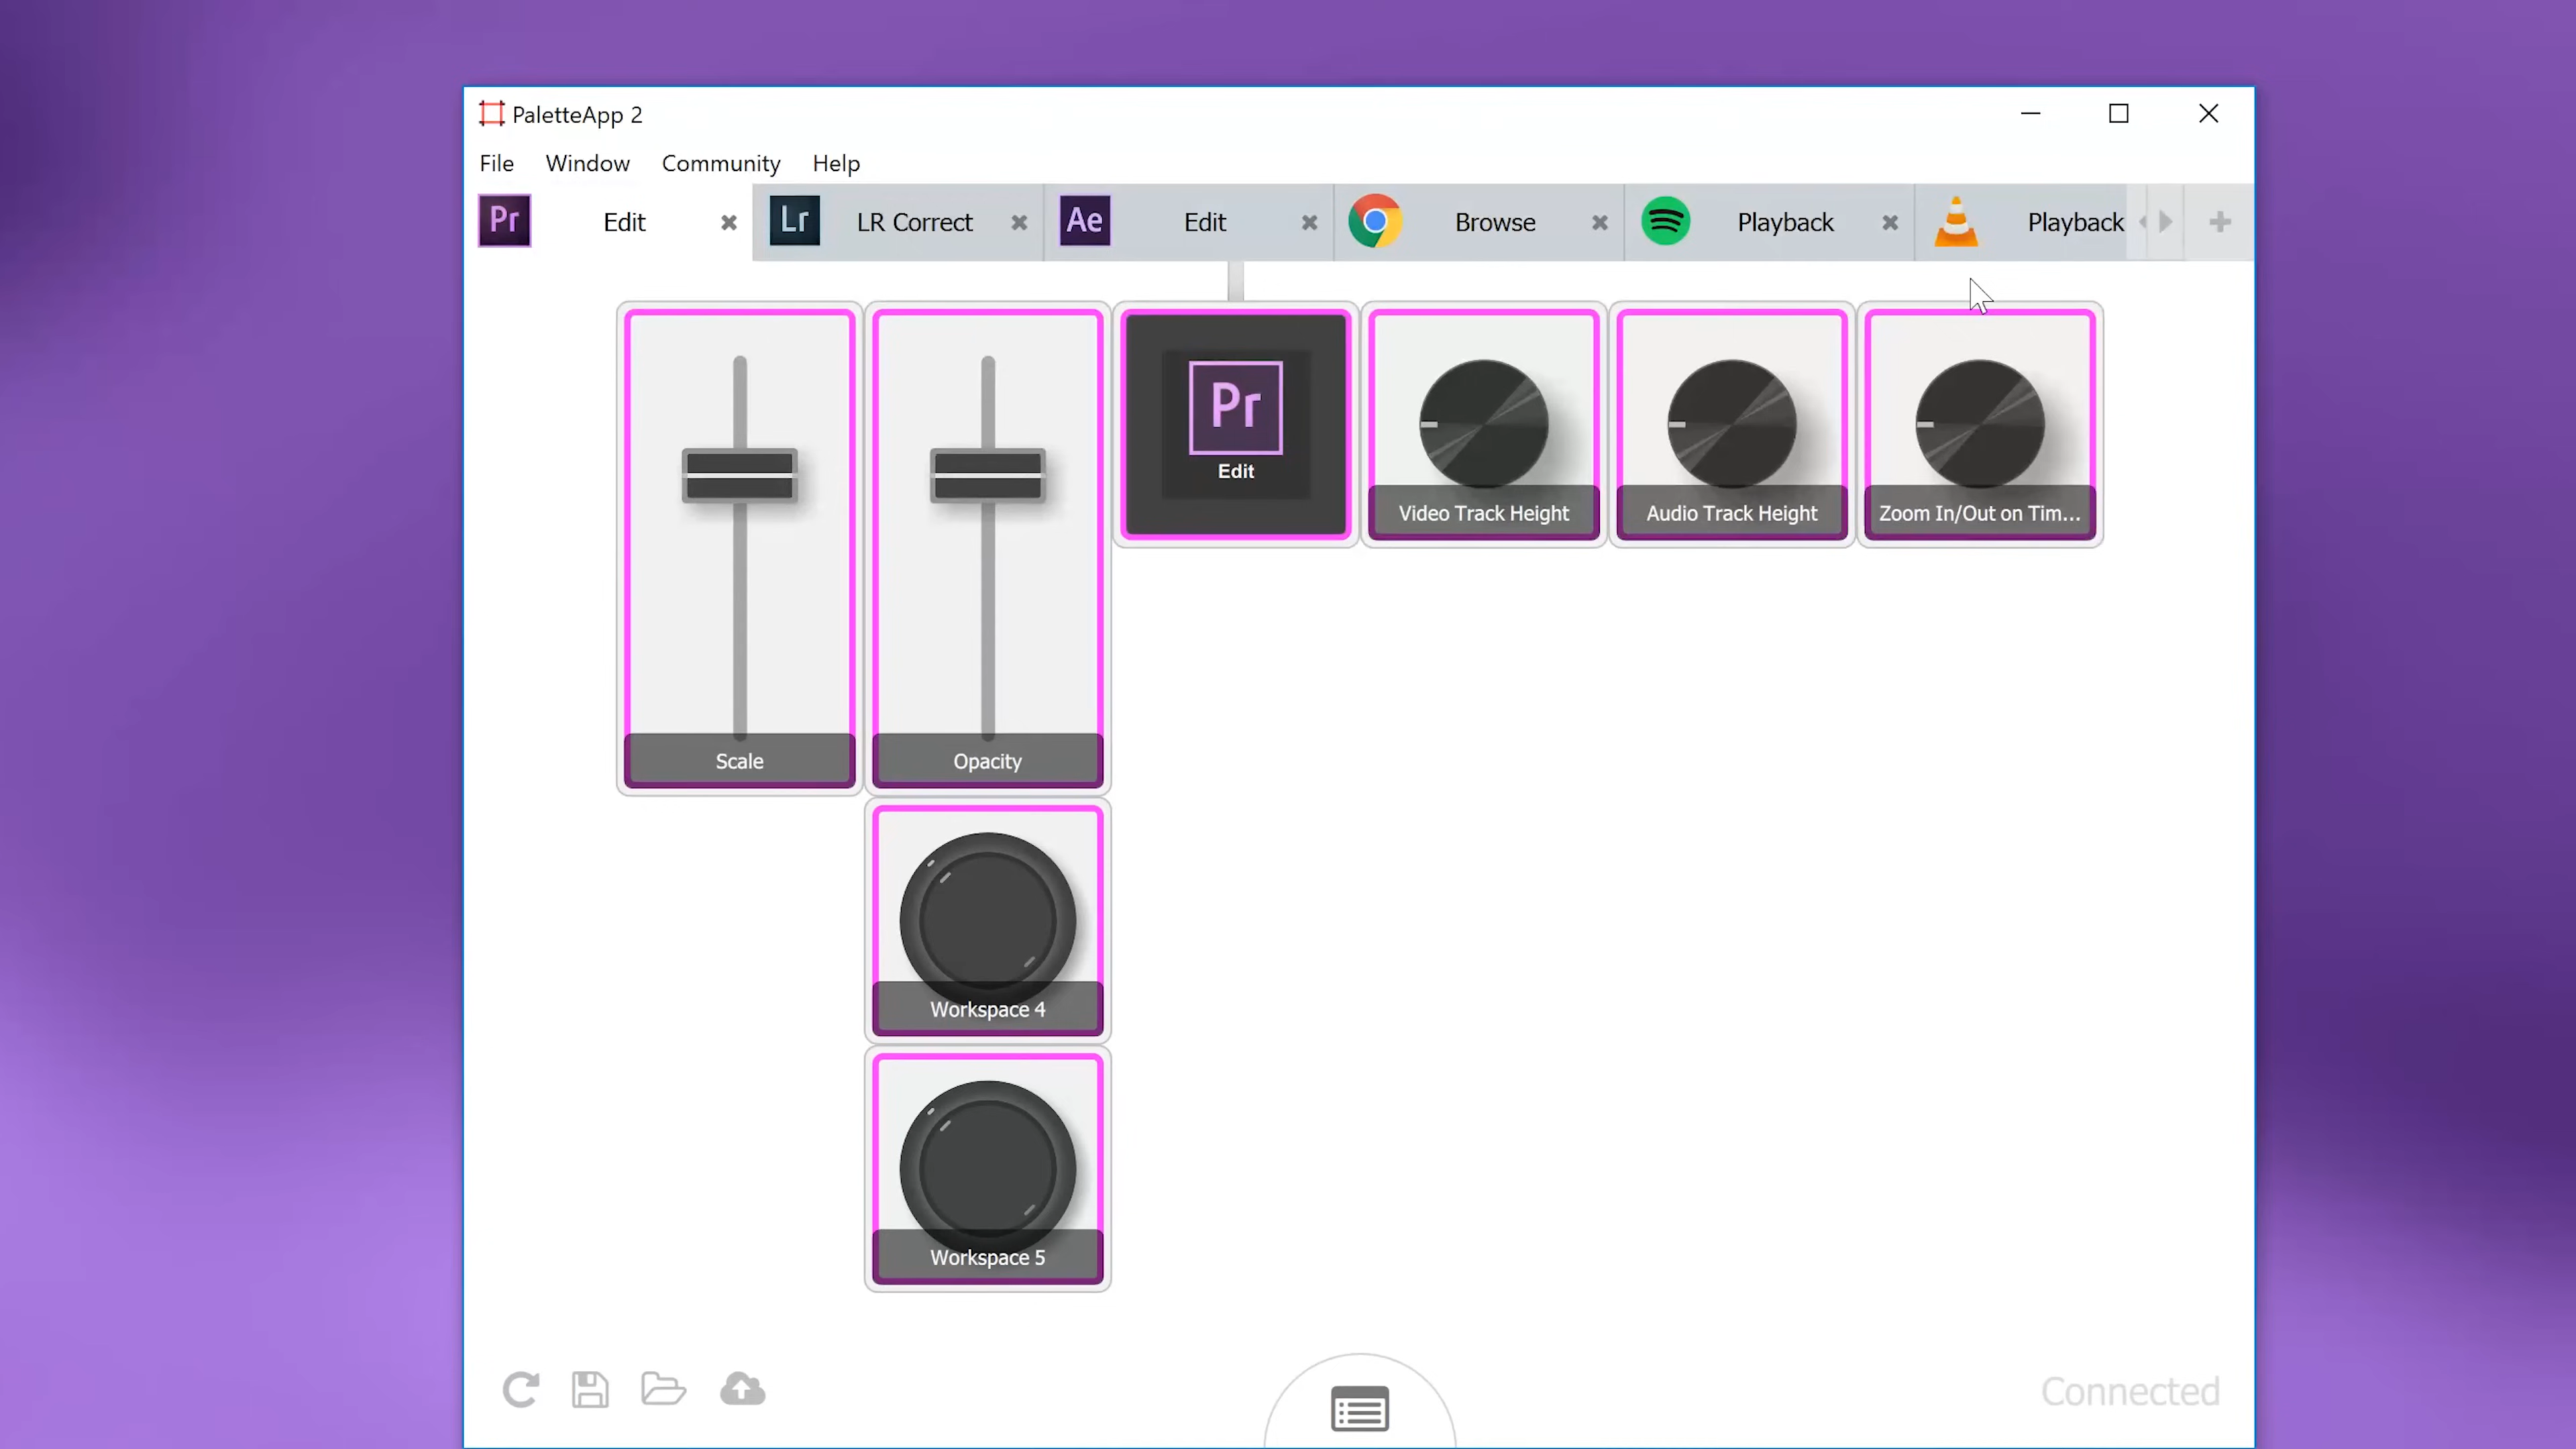 PaletteApp 2
File Window Community Help
Pr Edit Lr LR Correct Ae Edit Browse Playback Playback
Pr
Edit
Video Track Height Audio Track Height Zoom In/Out on Tim...
Scale Opacity
Workspace 4
Workspace 5
Connected